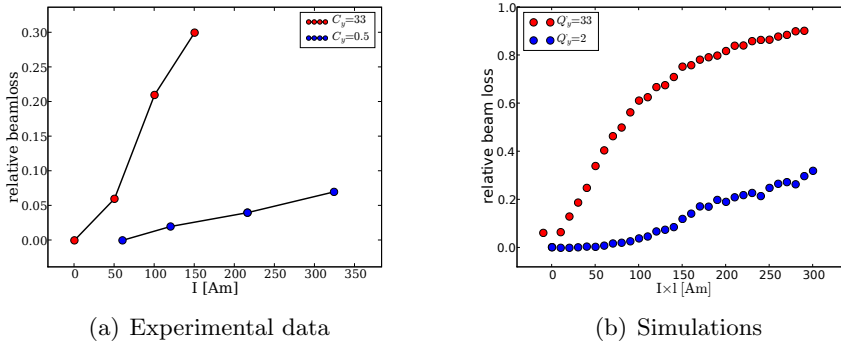 C_y=33
C_y=0.5
relative beamloss
0.30
0.25
0.20
0.15
0.10
0.05
0.00
0 50 100 150 200 250 300 350
I [Am]
(a) Experimental data
Q'_y=33
Q'_y=2
relative beam loss
1.0
0.8
0.6
0.4
0.2
0.0
0 50 100 150 200 250 300
I×l [Am]
(b) Simulations